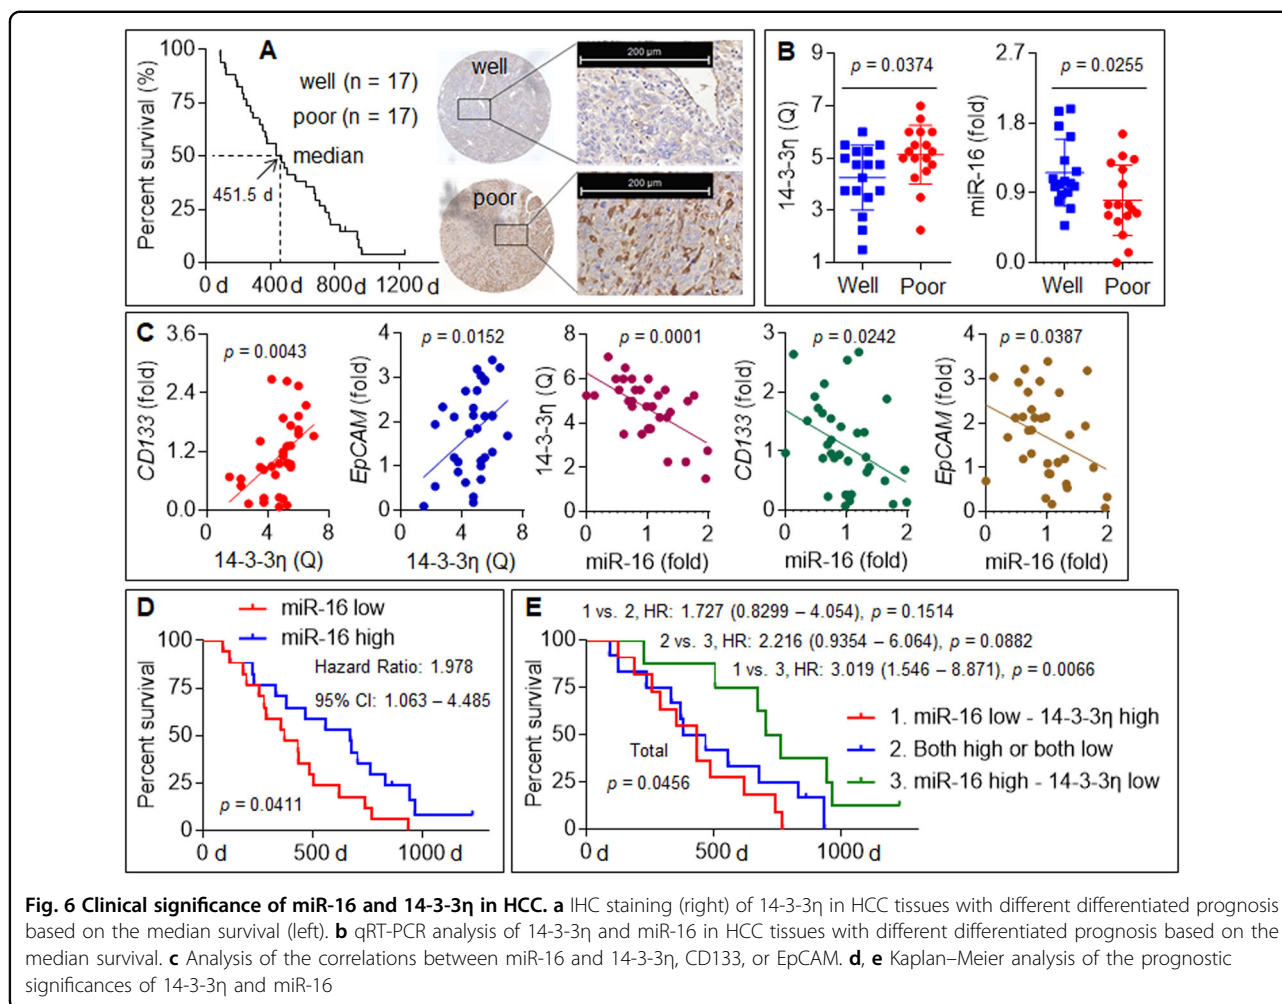 A
100
75
50
25
0
Percent survival (%)
well (n = 17)
poor (n = 17)
median
451.5 d
0 d
400 d
800 d
1200 d
well
200 µm
poor
200 µm
B
9
7
5
3
1
14-3-3η (Q)
p = 0.0374
Well
Poor
2.7
1.8
0.9
0.0
miR-16 (fold)
p = 0.0255
Well
Poor
C
3.6
2.4
1.2
0.0
CD133 (fold)
p = 0.0043
0
4
8
14-3-3η (Q)
4
3
2
1
0
EpCAM (fold)
p = 0.0152
0
4
8
14-3-3η (Q)
8
6
4
2
0
14-3-3η (Q)
p = 0.0001
0
1
2
miR-16 (fold)
3
2
1
0
CD133 (fold)
p = 0.0242
0
1
2
miR-16 (fold)
4
3
2
1
0
EpCAM (fold)
p = 0.0387
0
1
2
miR-16 (fold)
D
miR-16 low
miR-16 high
Hazard Ratio: 1.978
95% CI: 1.063 – 4.485
100
75
50
25
0
Percent survival
p = 0.0411
0 d
500 d
1000 d
E
1 vs. 2, HR: 1.727 (0.8299 – 4.054), p = 0.1514
2 vs. 3, HR: 2.216 (0.9354 – 6.064), p = 0.0882
1 vs. 3, HR: 3.019 (1.546 – 8.871), p = 0.0066
100
75
50
25
0
Percent survival
1. miR-16 low - 14-3-3η high
2. Both high or both low
3. miR-16 high - 14-3-3η low
Total
p = 0.0456
0 d
500 d
1000 d
Fig. 6 Clinical significance of miR-16 and 14-3-3η in HCC. a IHC staining (right) of 14-3-3η in HCC tissues with different differentiated prognosis
based on the median survival (left). b qRT-PCR analysis of 14-3-3η and miR-16 in HCC tissues with different differentiated prognosis based on the
median survival. c Analysis of the correlations between miR-16 and 14-3-3η, CD133, or EpCAM. d, e Kaplan–Meier analysis of the prognostic
significances of 14-3-3η and miR-16